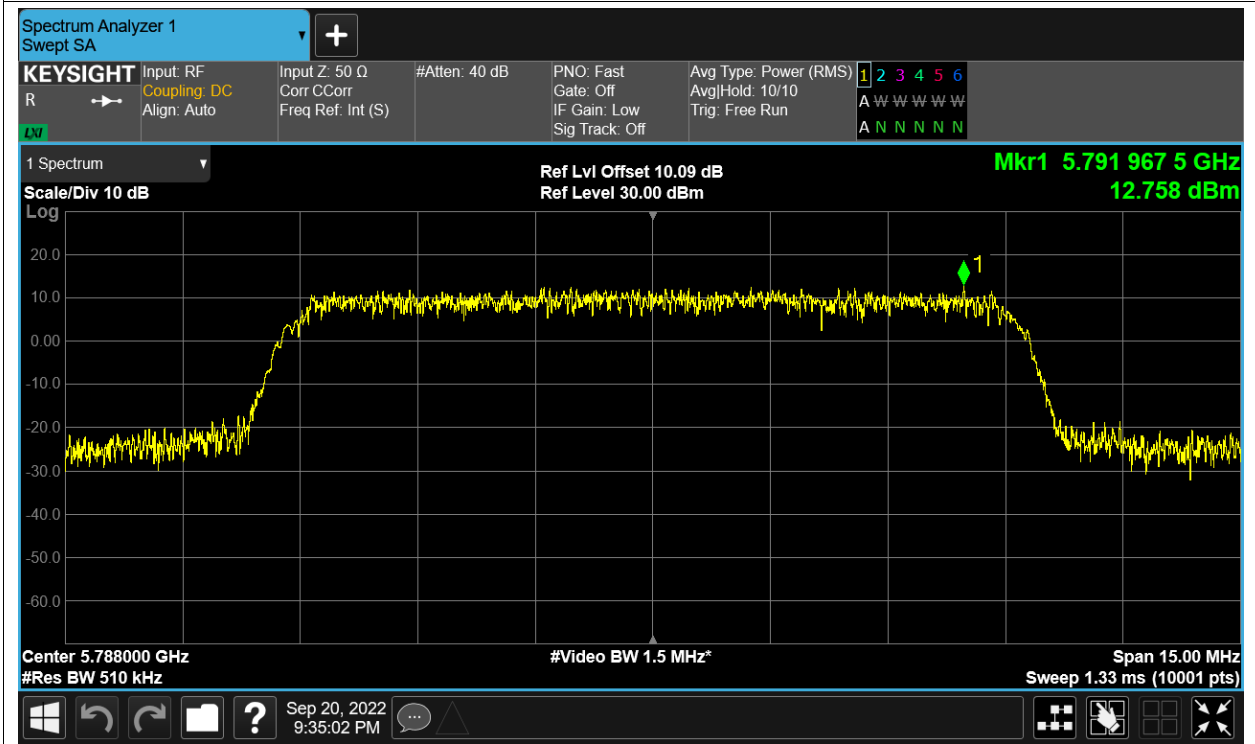 Spectrum Analyzer 1
Swept SA
KEYSIGHT
R
LXI
Input: RF
Coupling: DC
Align: Auto
Input Z: 50 Ω
Corr CCorr
Freq Ref: Int (S)
#Atten: 40 dB
PNO: Fast
Gate: Off
IF Gain: Low
Sig Track: Off
Avg Type: Power (RMS)
Avg|Hold: 10/10
Trig: Free Run
1 2 3 4 5 6
A W W W W W
A N N N N N
1 Spectrum
Scale/Div 10 dB
Log
Ref Lvl Offset 10.09 dB
Ref Level 30.00 dBm
Mkr1 5.791 967 5 GHz
12.758 dBm
1
20.0
10.0
0.00
-10.0
-20.0
-30.0
-40.0
-50.0
-60.0
Center 5.788000 GHz
#Video BW 1.5 MHz*
Span 15.00 MHz
#Res BW 510 kHz
Sweep 1.33 ms (10001 pts)
?
Sep 20, 2022
9:35:02 PM